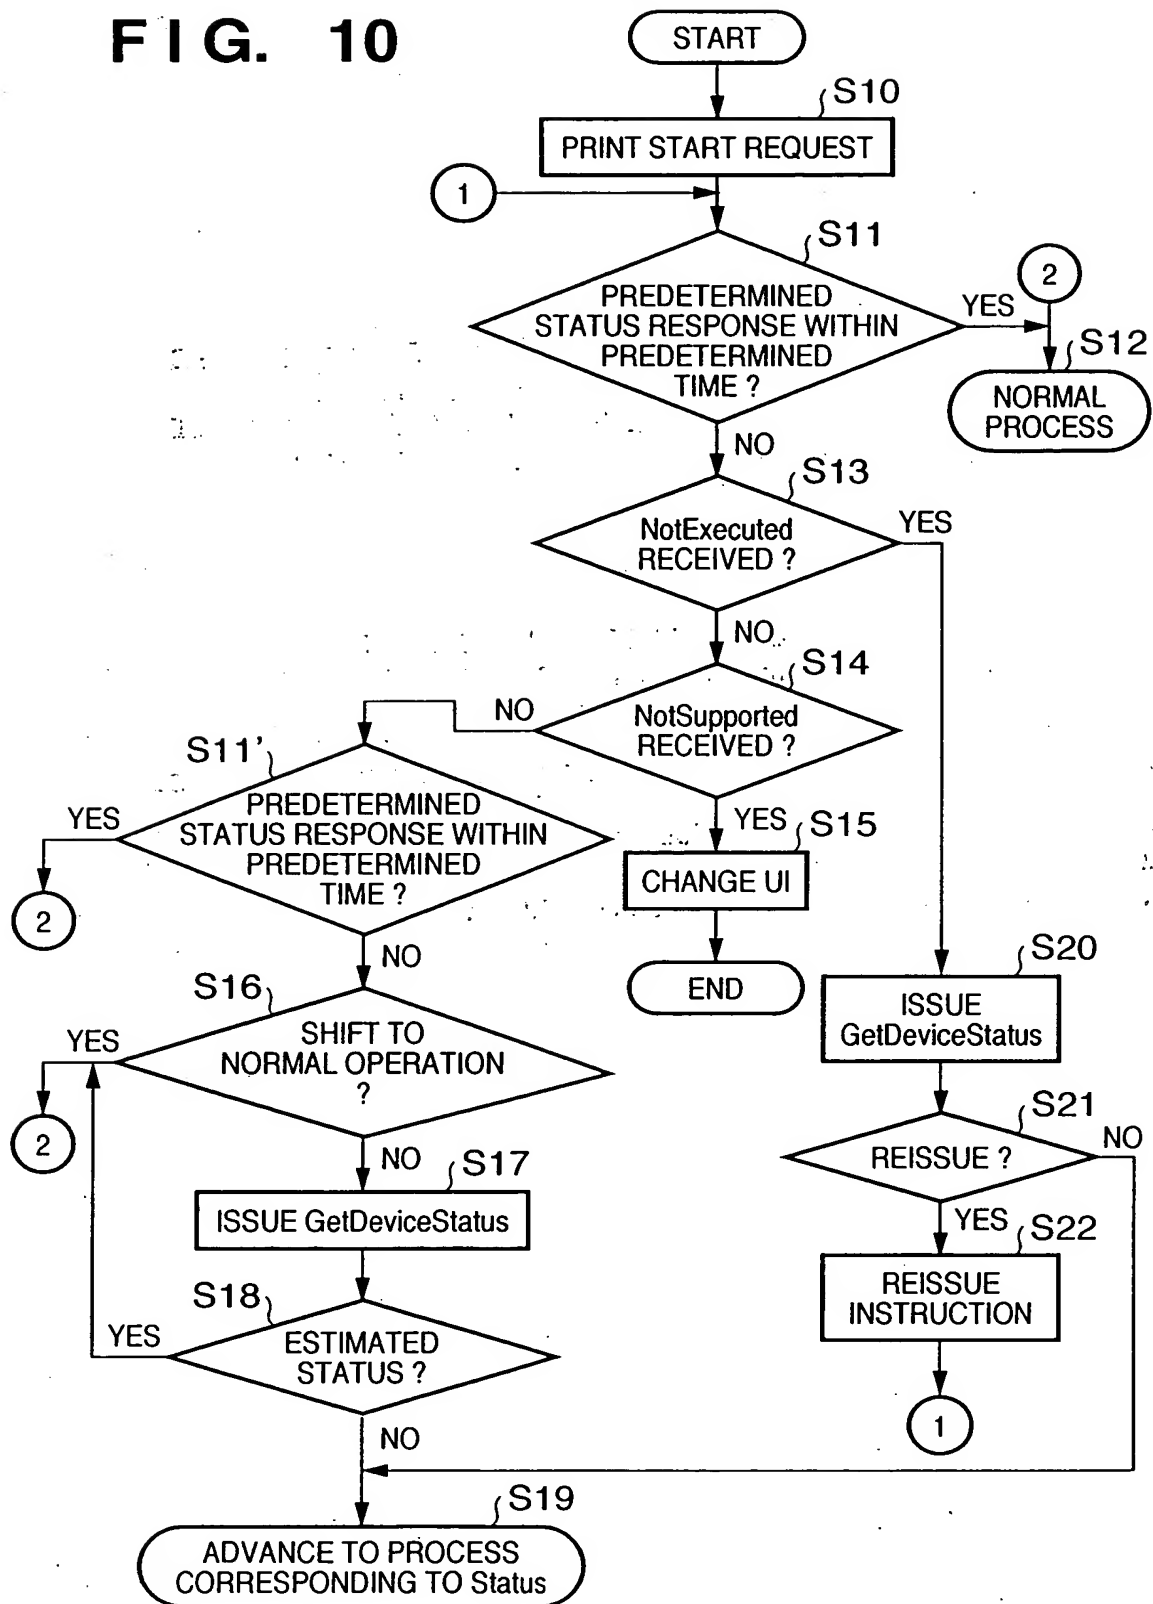 FIG. 10
START
S10
PRINT START REQUEST
1
S11
PREDETERMINED
STATUS RESPONSE WITHIN
PREDETERMINED
TIME ?
YES
2
S12
NORMAL
PROCESS
NO
S13
NotExecuted
RECEIVED ?
YES
NO
S14
NotSupported
RECEIVED ?
NO
S11'
PREDETERMINED
STATUS RESPONSE WITHIN
PREDETERMINED
TIME ?
YES
2
YES
S15
CHANGE UI
END
NO
S16
SHIFT TO
NORMAL OPERATION
?
YES
2
NO
S17
ISSUE GetDeviceStatus
S18
ESTIMATED
STATUS ?
YES
NO
S20
ISSUE
GetDeviceStatus
S21
REISSUE ?
NO
YES
S22
REISSUE
INSTRUCTION
1
S19
ADVANCE TO PROCESS
CORRESPONDING TO Status